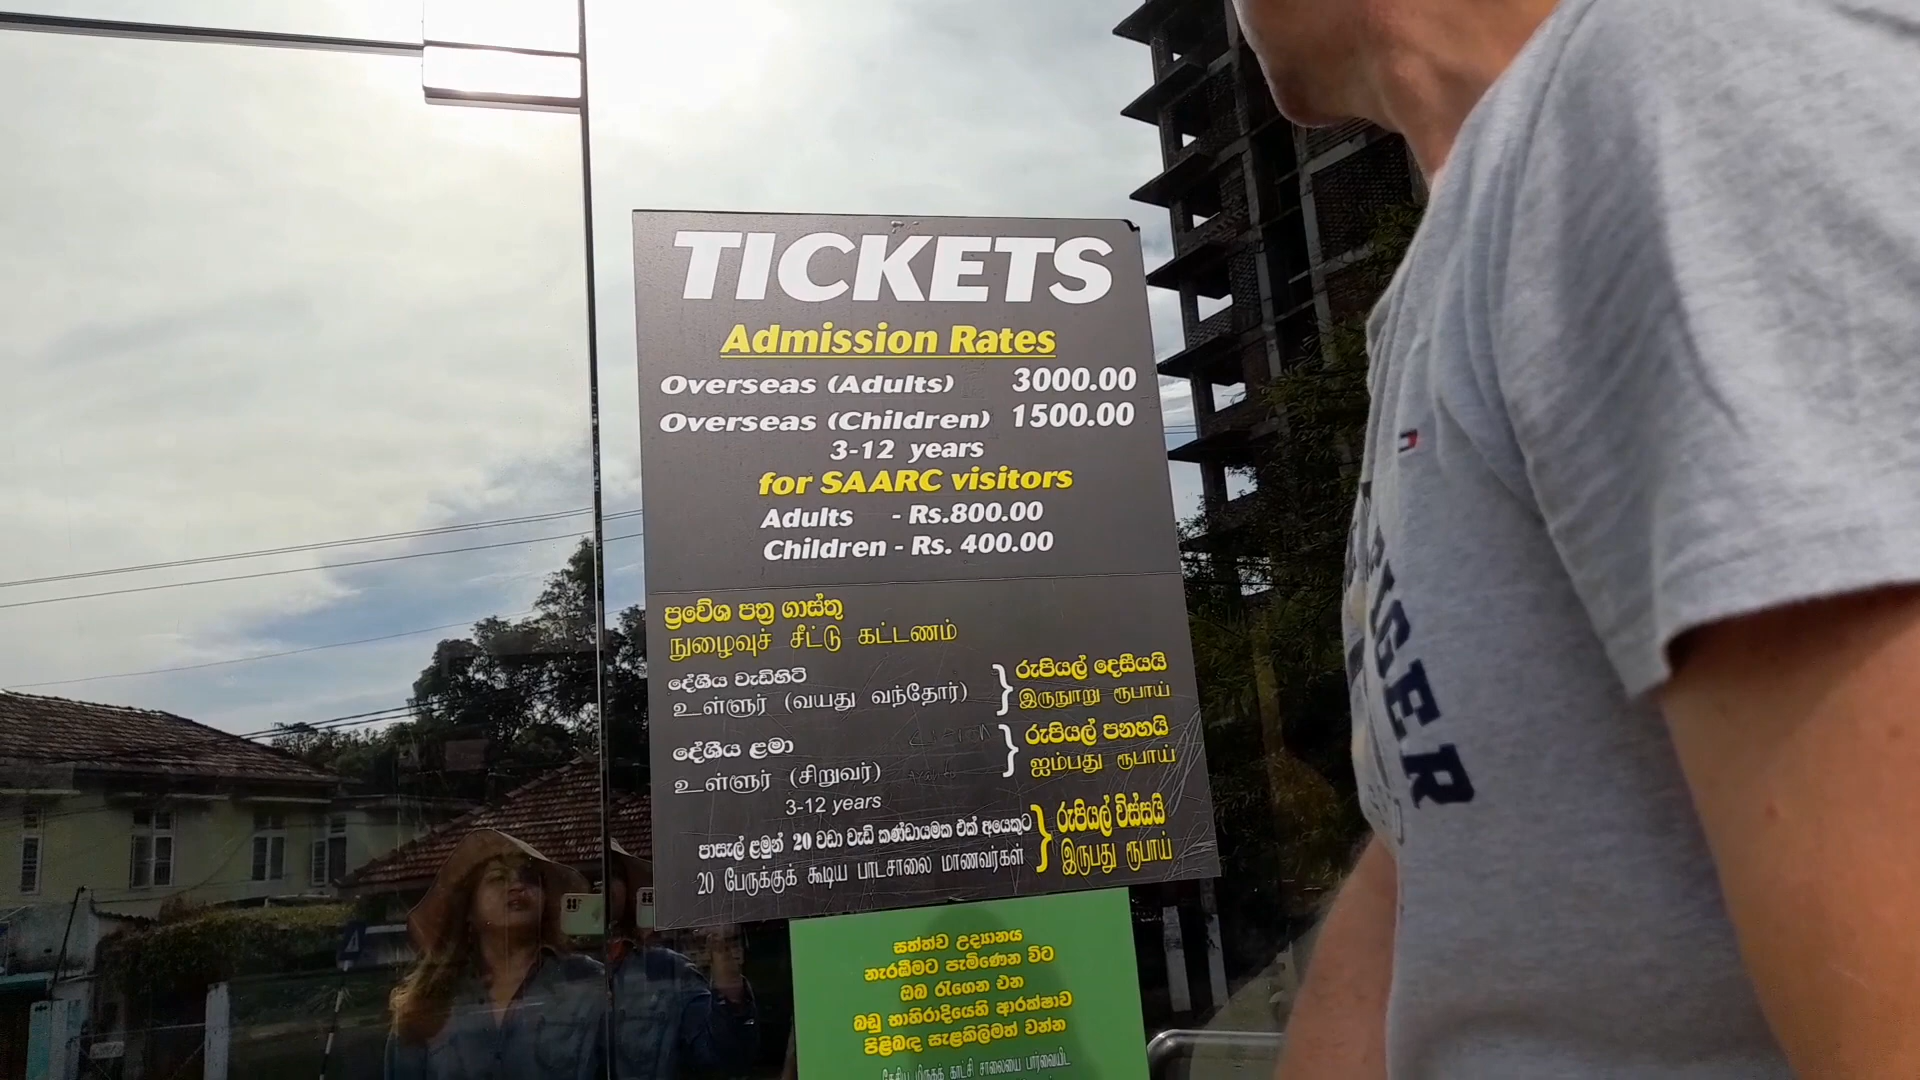 TICKETS
Admission Rates
Overseas (Adults) 3000.00
Overseas (Children) 1500.00
3-12 years
for SAARC visitors
Adults - Rs.800.00
Children - Rs. 400.00
ප්‍රවේශ පත්‍ර ගාස්තු
நுழைவுச் சீட்டு கட்டணம்
දේශීය වැඩිහිටි
உள்ளூர் (வயது வந்தோர்)
රුපියල් දෙසීයයි
இருநூறு ரூபாய்
දේශීය ළමා
உள்ளூர் (சிறுவர்)
3-12 years
රුපියල් පනහයි
ஐம்பது ரூபாய்
පාසැල් ළමුන් 20 වඩා වැඩි කණ්ඩායමක එක් අයෙකුට
20 பேருக்குக் கூடிய பாடசாலை மாணவர்கள்
රුපියල් විස්සයි
இருபது ரூபாய்
සත්ත්ව උද්‍යානය
නැරඹීමට පැමිණෙන විට
ඔබ රැගෙන එන
බඩු භාහිරාදියෙහි ආරක්ෂාව
පිළිබඳ සැළකිලිමත් වන්න
தேசிய மிருகக் காட்சி சாலையை பார்வையிட